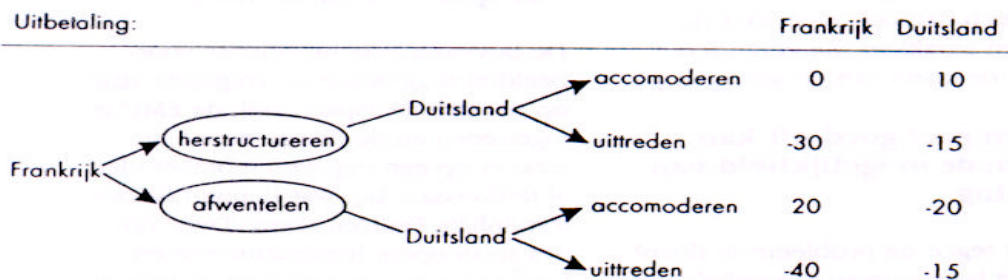 Uitbetaling: Frankrijk Duitsland
accomoderen 0 10
Duitsland
herstructureren uittreden -30 -15
Frankrijk
afwentelen accomoderen 20 -20
Duitsland
uittreden -40 -15